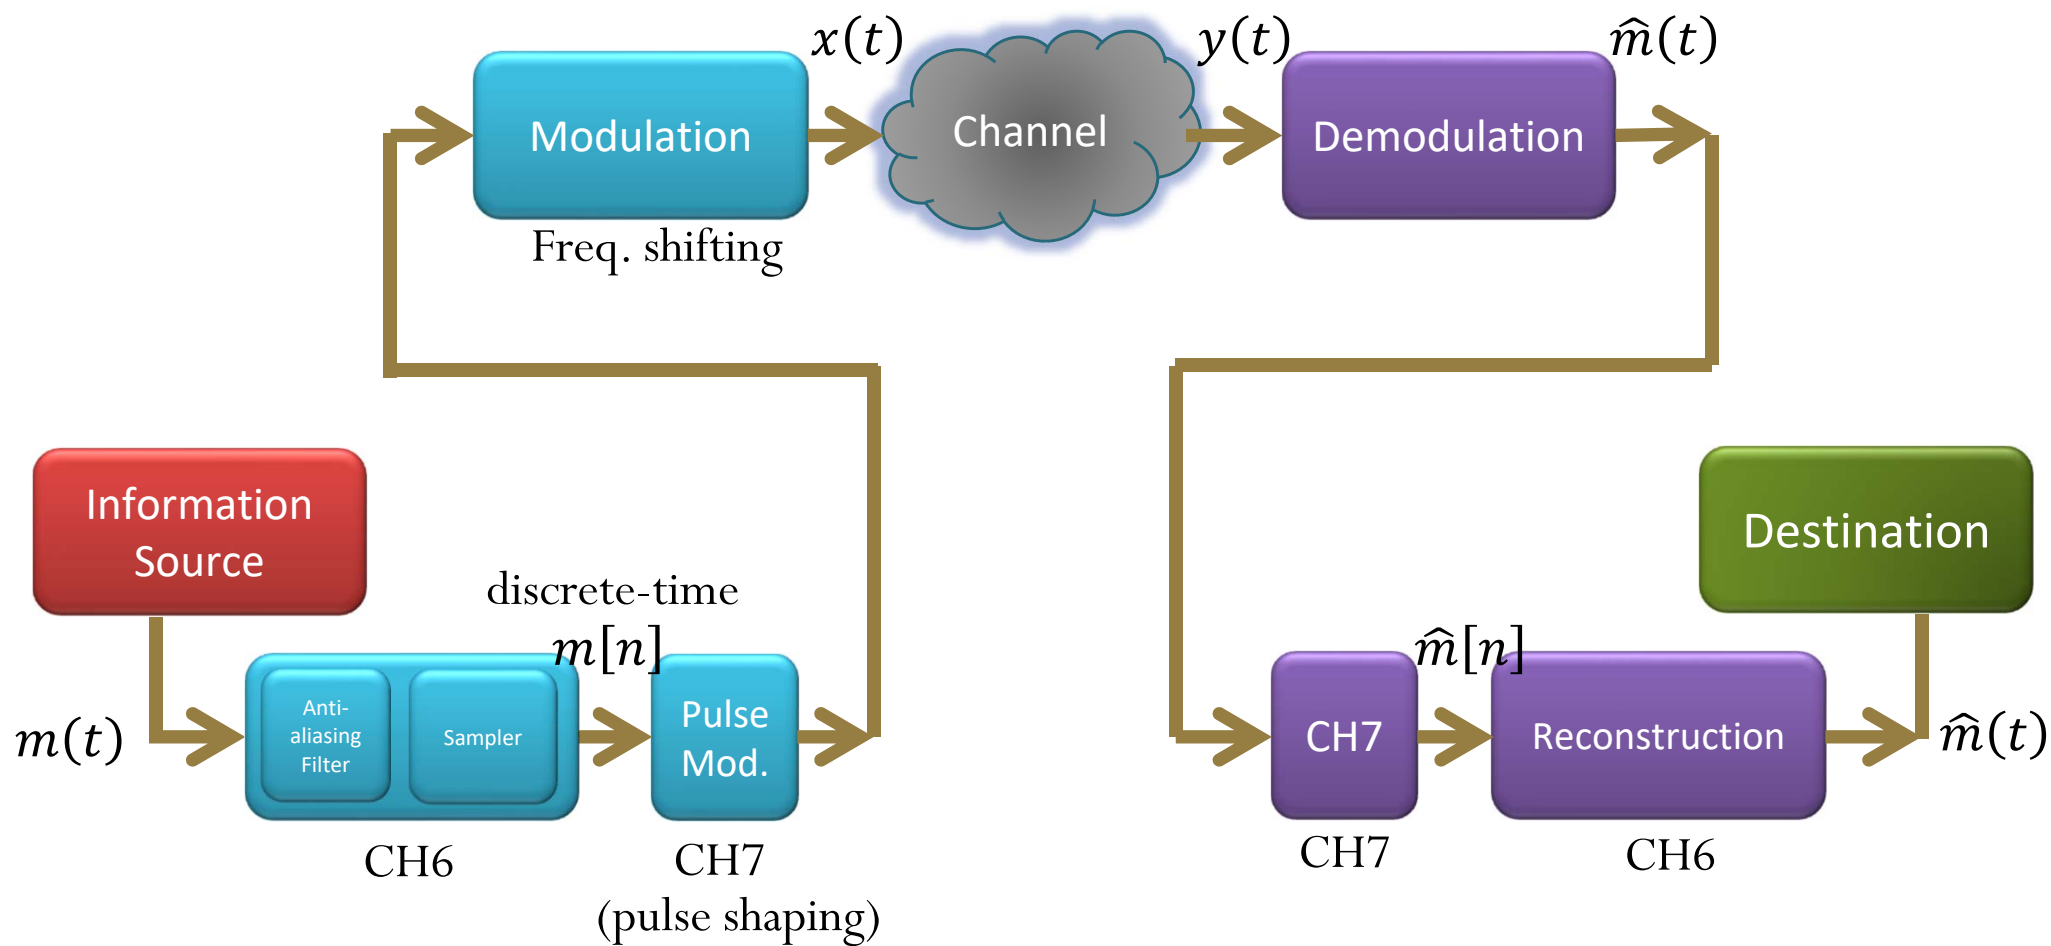 x(t)
y(t)
m̂(t)
Modulation
Channel
Demodulation
Freq. shifting
Information
Source
Destination
discrete-time
m[n]
m̂[n]
m(t)
Anti-
aliasing
Filter
Sampler
Pulse
Mod.
CH7
Reconstruction
m̂(t)
CH6
CH7
(pulse shaping)
CH7
CH6